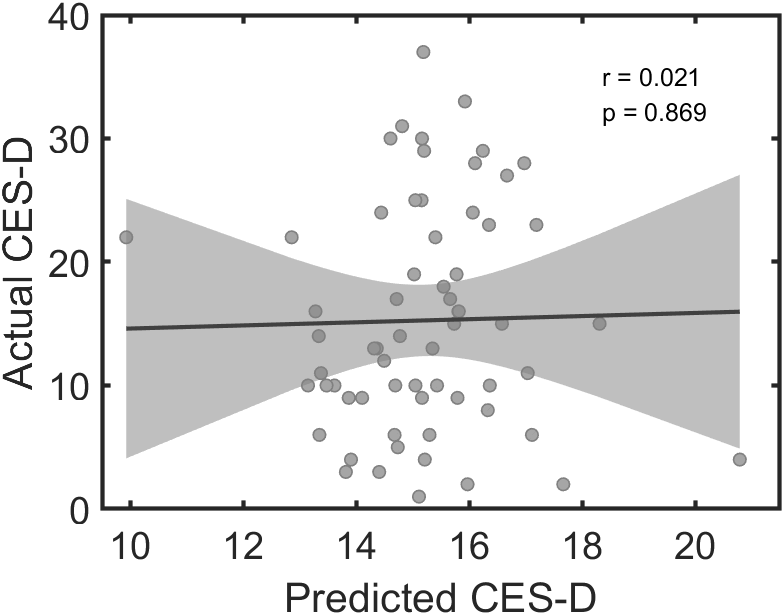 40
r = 0.021
p = 0.869
30
20
10
0
Actual CES-D
10 12 14 16 18 20
Predicted CES-D